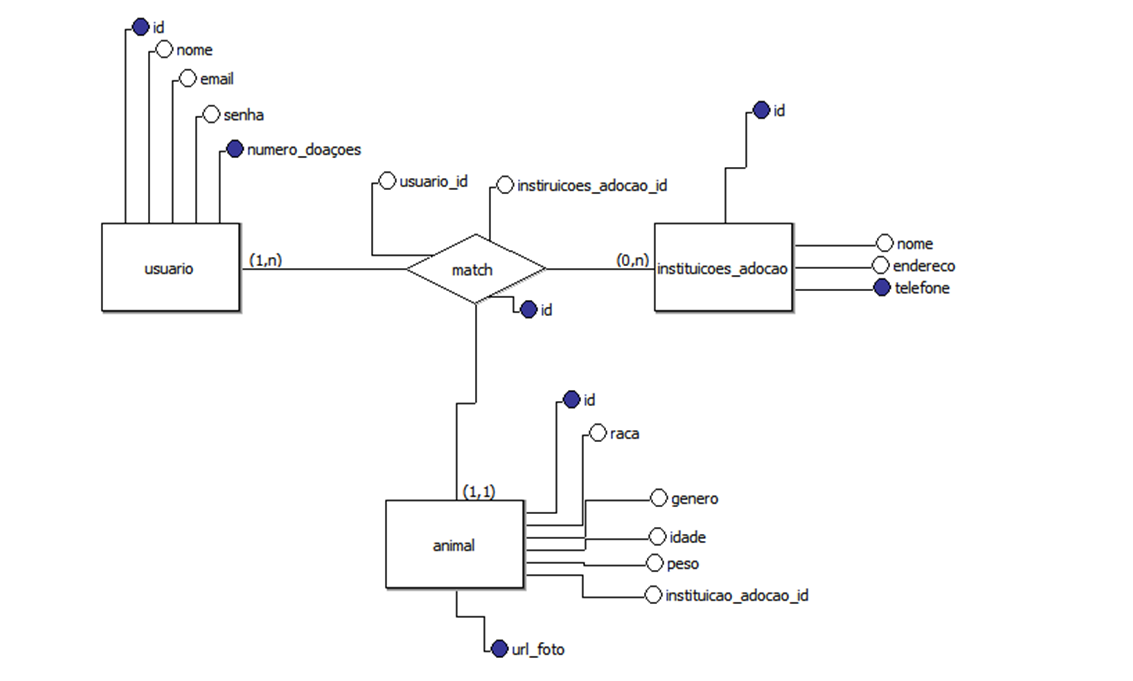 id
nome
email
senha
numero_doaçoes
usuario
(1,n)
usuario_id
instiruicoes_adocao_id
match
id
(0,n)
instituicoes_adocao
id
nome
endereco
telefone
(1,1)
animal
id
raca
genero
idade
peso
instituicao_adocao_id
url_foto